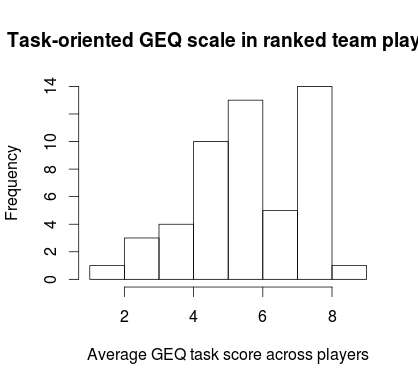 Task-oriented GEQ scale in ranked team play
Frequency
14
10
8
6
4
2
0
2 4 6 8
Average GEQ task score across players